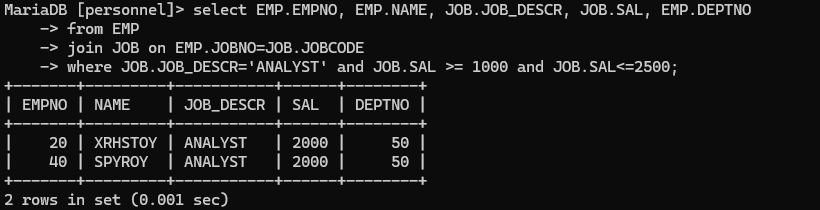 MariaDB [personnel]> select EMP.EMPNO, EMP.NAME, JOB.JOB_DESCR, JOB.SAL, EMP.DEPTNO
    -> from EMP
    -> join JOB on EMP.JOBNO=JOB.JOBCODE
    -> where JOB.JOB_DESCR='ANALYST' and JOB.SAL >= 1000 and JOB.SAL<=2500;
+-------+---------+-----------+------+--------+
| EMPNO | NAME    | JOB_DESCR | SAL  | DEPTNO |
+-------+---------+-----------+------+--------+
|    20 | XRHSTOY | ANALYST   | 2000 |     50 |
|    40 | SPYROY  | ANALYST   | 2000 |     50 |
+-------+---------+-----------+------+--------+
2 rows in set (0.001 sec)